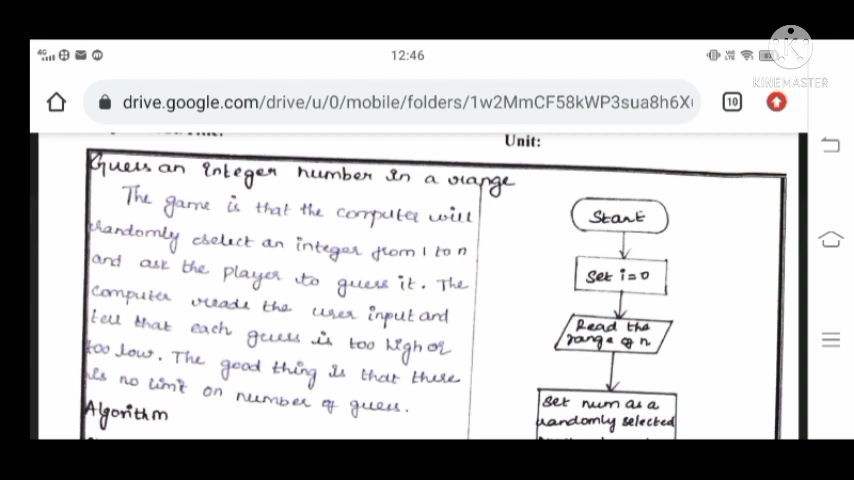 4G
12:46
KINEMASTER
drive.google.com/drive/u/0/mobile/folders/1w2MmCF58kWP3sua8h6X
10
Unit:
Guess an integer number in a range
The game is that the computer will
randomly select an integer from 1 to n
and ask the player to guess it. The
computer reads the user input and
tell that each guess is too high or
too low. The good thing is that there
is no limit on number of guess.
Algorithm
Start
Set i=0
Read the
range of n
Set num as a
randomly selected